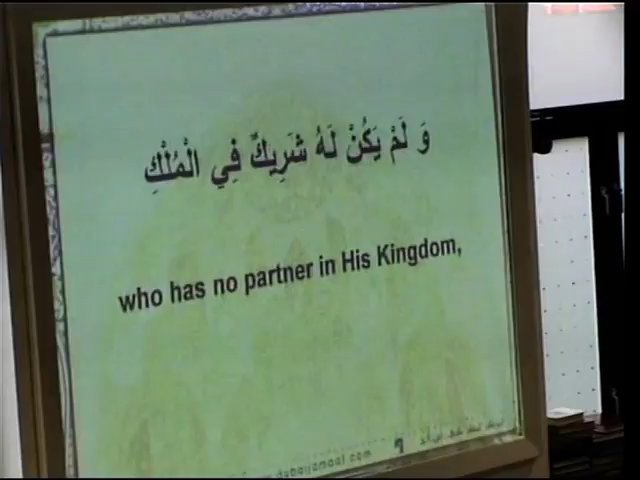 وَ لَمْ يَكُنْ لَهُ شَرِيكٌ فِي الْمُلْكِ
who has no partner in His Kingdom,